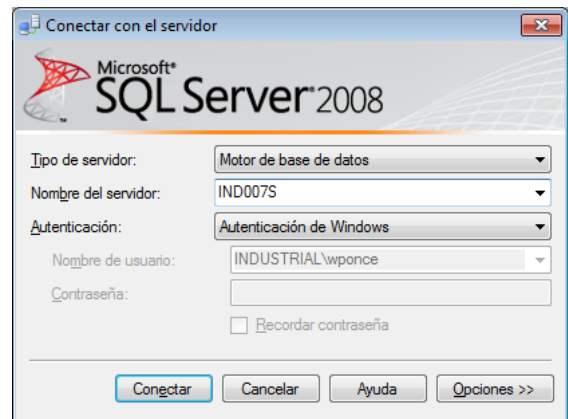 Conectar con el servidor
Microsoft®
SQL Server® 2008
Tipo de servidor: Motor de base de datos
Nombre del servidor: IND007S
Autenticación: Autenticación de Windows
Nombre de usuario: INDUSTRIAL\wponce
Contraseña:
Recordar contraseña
Conectar Cancelar Ayuda Opciones >>